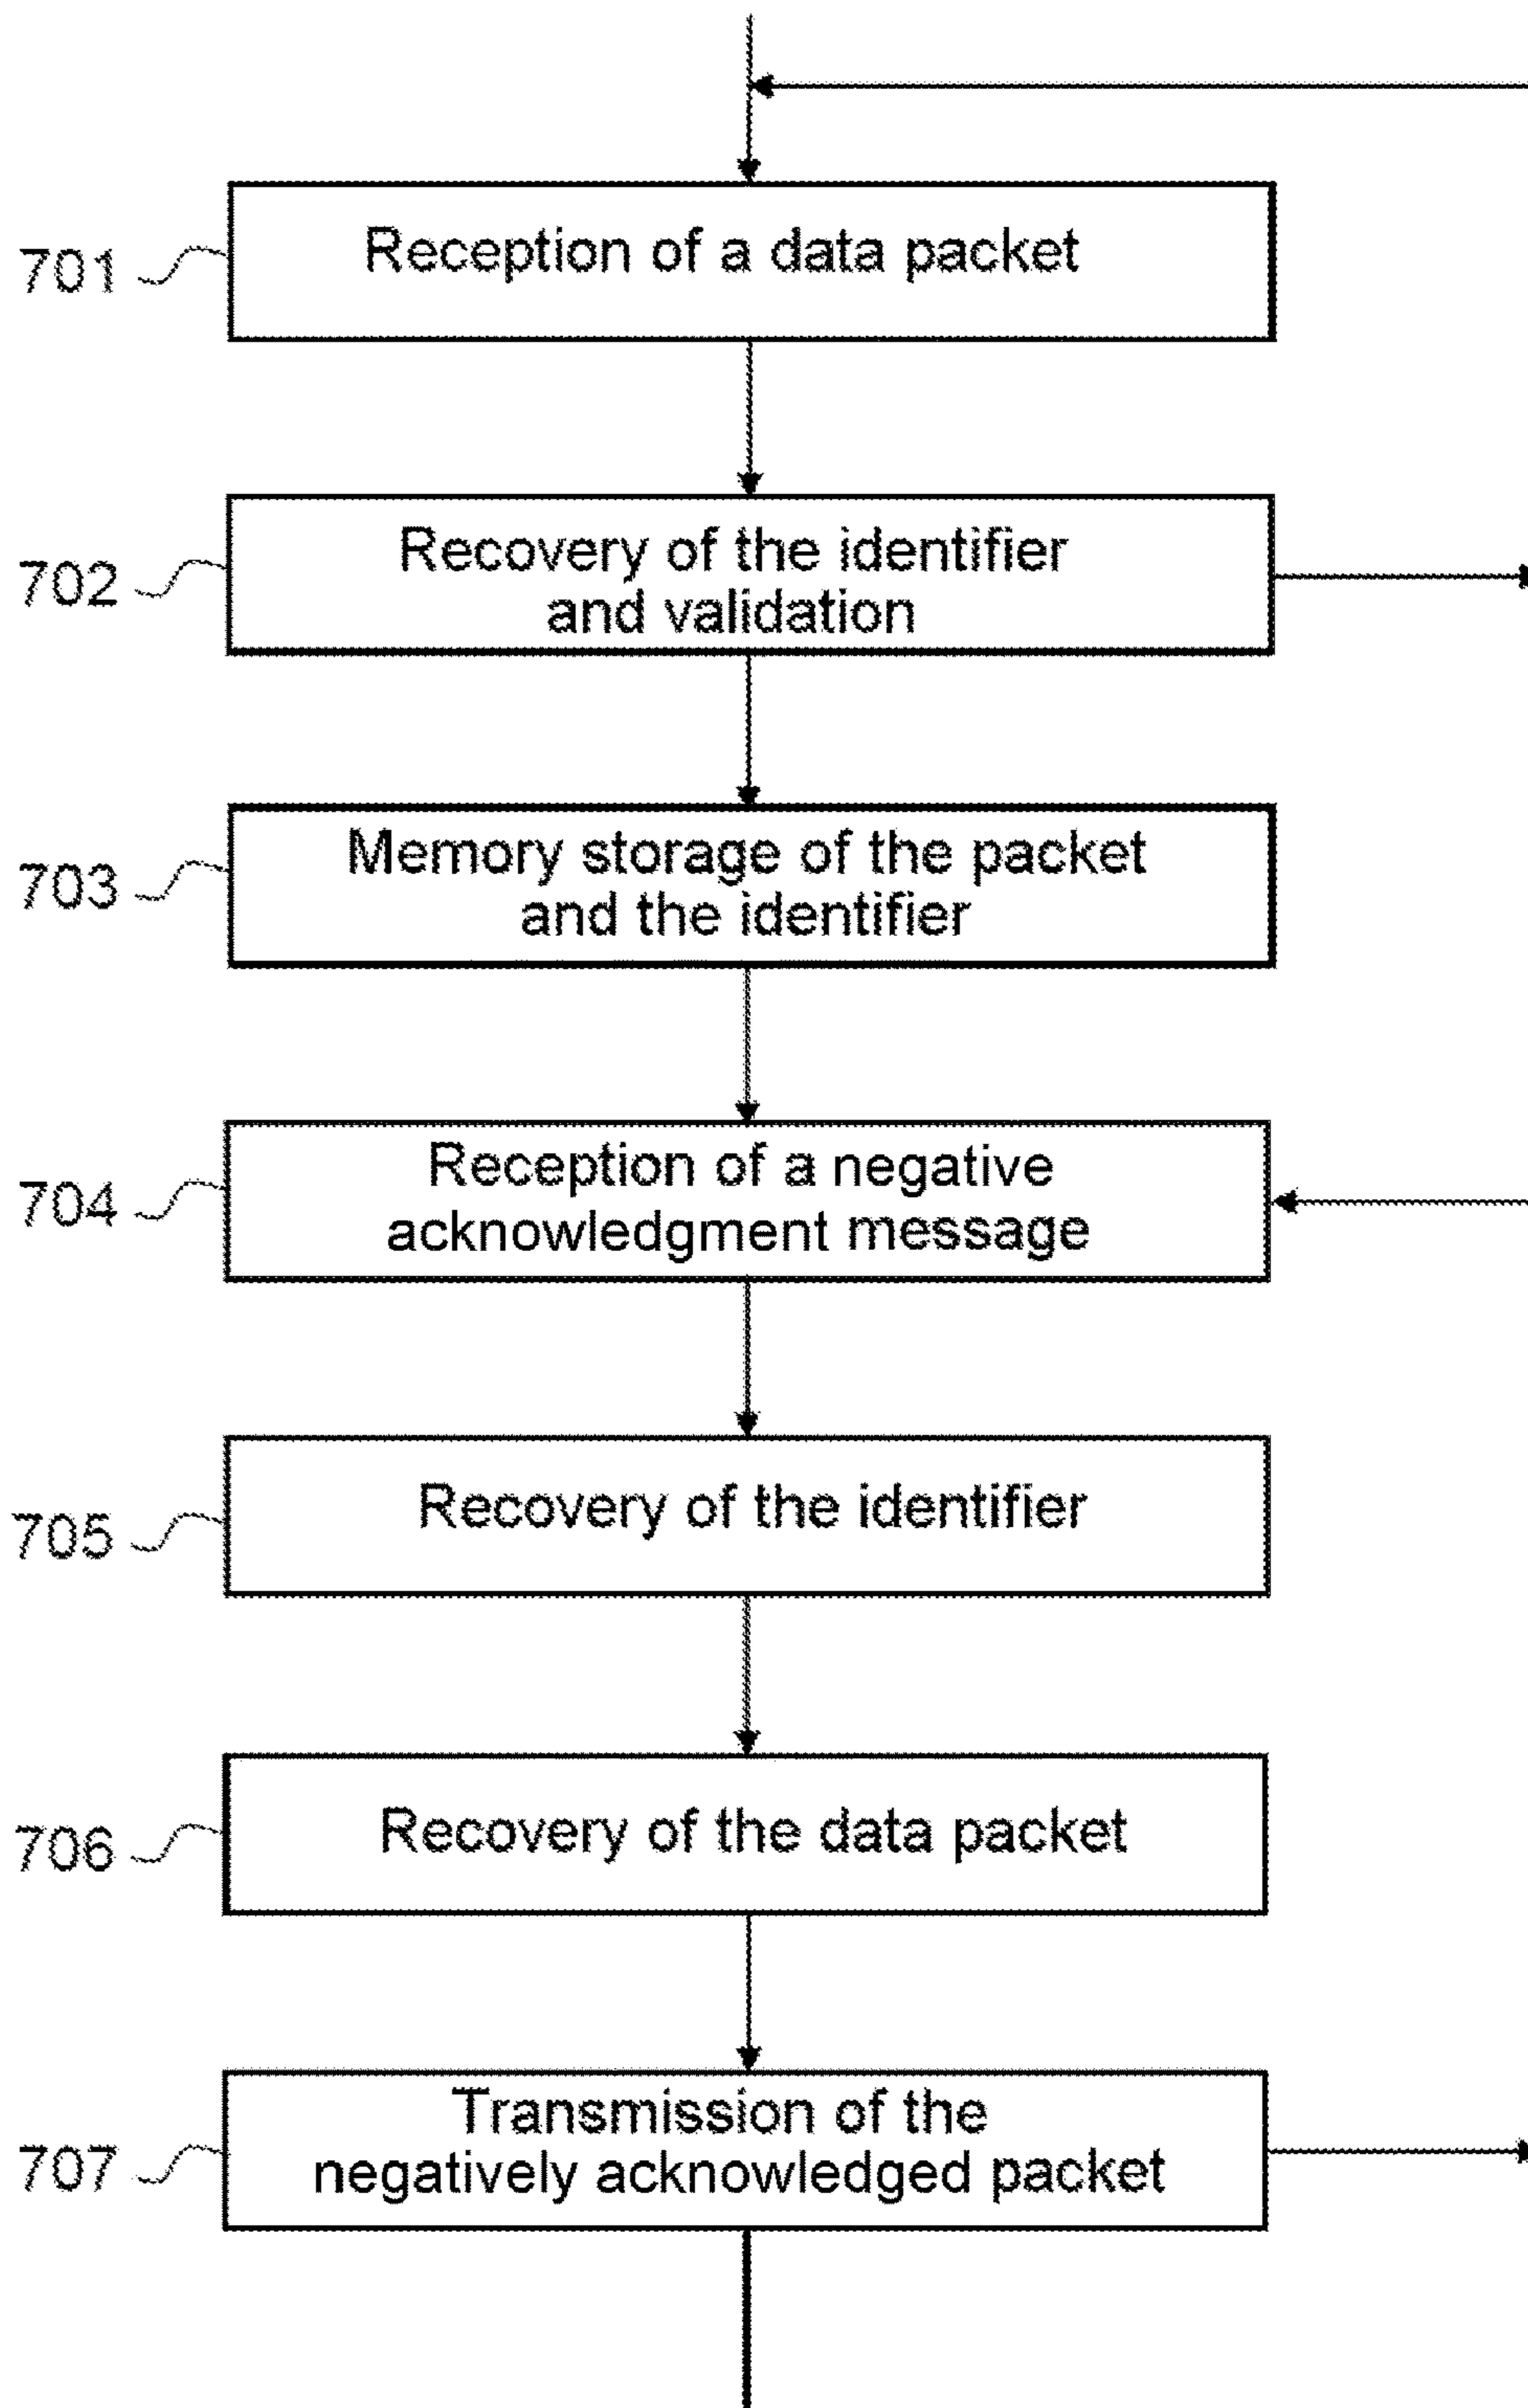 701
Reception of a data packet
702
Recovery of the identifier
and validation
703
Memory storage of the packet
and the identifier
704
Reception of a negative
acknowledgment message
705
Recovery of the identifier
706
Recovery of the data packet
707
Transmission of the
negatively acknowledged packet